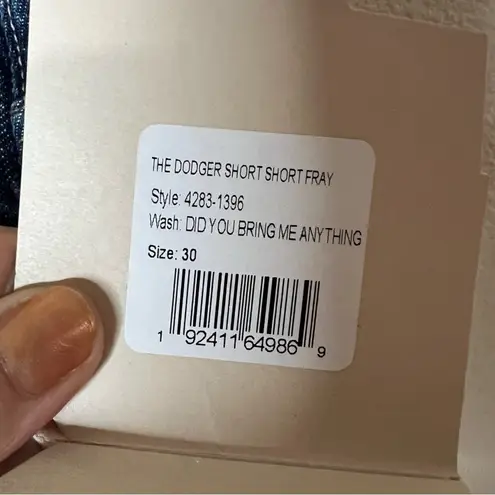 THE DODGER SHORT SHORT FRAY
Style: 4283-1396
Wash: DID YOU BRING ME ANYTHING
Size: 30
1 92411 64986 9